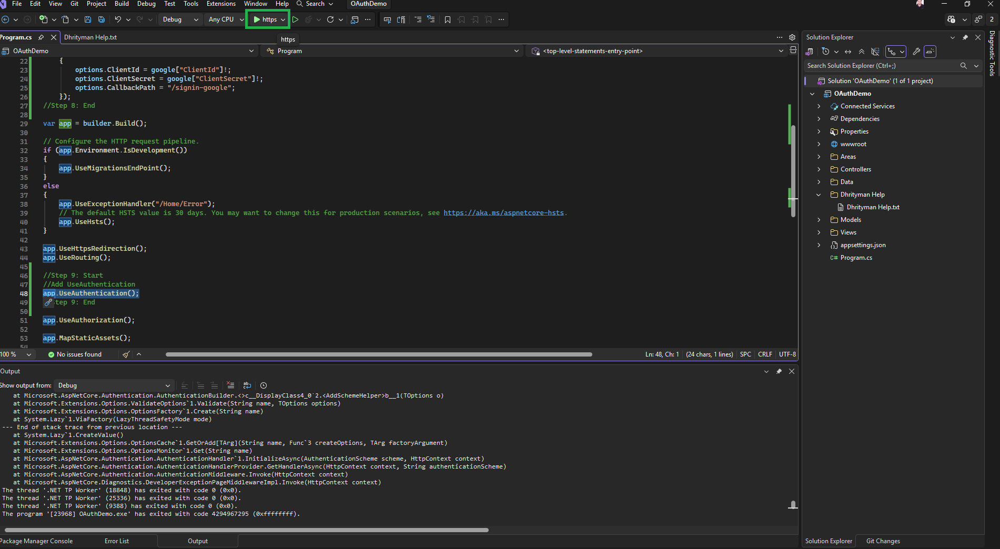 File Edit View Git Project Build Debug Test Tools Extensions Window Help Search OAuthDemo
Debug Any CPU https 2
Program.cs Dhrityman Help.txt
https
OAuthDemo Program <top-level-statements-entry-point>
22 {
23 options.ClientId = google["ClientId"]!;
24 options.ClientSecret = google["ClientSecret"]!;
25 options.CallbackPath = "/signin-google";
26 });
27 //Step 8: End
28
29 var app = builder.Build();
30
31 // Configure the HTTP request pipeline.
32 if (app.Environment.IsDevelopment())
33 {
34 app.UseMigrationsEndPoint();
35 }
36 else
37 {
38 app.UseExceptionHandler("/Home/Error");
39 // The default HSTS value is 30 days. You may want to change this for production scenarios, see https://aka.ms/aspnetcore-hsts.
40 app.UseHsts();
41 }
42
43 app.UseHttpsRedirection();
44 app.UseRouting();
45
46 //Step 9: Start
47 //Add UseAuthentication
48 app.UseAuthentication();
49 tep 9: End
50
51 app.UseAuthorization();
52
53 app.MapStaticAssets();
54
100 % No issues found Ln: 48, Ch: 1 (24 chars, 1 lines) SPC CRLF UTF-8
Output
Show output from: Debug
at Microsoft.AspNetCore.Authentication.AuthenticationBuilder.<>c__DisplayClass4_0`2.<AddSchemeHelper>b__1(TOptions o)
at Microsoft.Extensions.Options.ValidateOptions`1.Validate(String name, TOptions options)
at Microsoft.Extensions.Options.OptionsFactory`1.Create(String name)
at System.Lazy`1.ViaFactory(LazyThreadSafetyMode mode)
--- End of stack trace from previous location ---
at System.Lazy`1.CreateValue()
at Microsoft.Extensions.Options.OptionsCache`1.GetOrAdd[TArg](String name, Func`3 createOptions, TArg factoryArgument)
at Microsoft.Extensions.Options.OptionsMonitor`1.Get(String name)
at Microsoft.AspNetCore.Authentication.AuthenticationHandler`1.InitializeAsync(AuthenticationScheme scheme, HttpContext context)
at Microsoft.AspNetCore.Authentication.AuthenticationHandlerProvider.GetHandlerAsync(HttpContext context, String authenticationScheme)
at Microsoft.AspNetCore.Authentication.AuthenticationMiddleware.Invoke(HttpContext context)
at Microsoft.AspNetCore.Diagnostics.DeveloperExceptionPageMiddlewareImpl.Invoke(HttpContext context)
The thread '.NET TP Worker' (18848) has exited with code 0 (0x0).
The thread '.NET TP Worker' (25336) has exited with code 0 (0x0).
The thread '.NET TP Worker' (9388) has exited with code 0 (0x0).
The program '[23968] OAuthDemo.exe' has exited with code 4294967295 (0xffffffff).
Package Manager Console Error List Output
Solution Explorer
Search Solution Explorer (Ctrl+;)
Solution 'OAuthDemo' (1 of 1 project)
OAuthDemo
Connected Services
Dependencies
Properties
wwwroot
Areas
Controllers
Data
Dhrityman Help
Dhrityman Help.txt
Models
Views
appsettings.json
C# Program.cs
Solution Explorer Git Changes
Diagnostic Tools